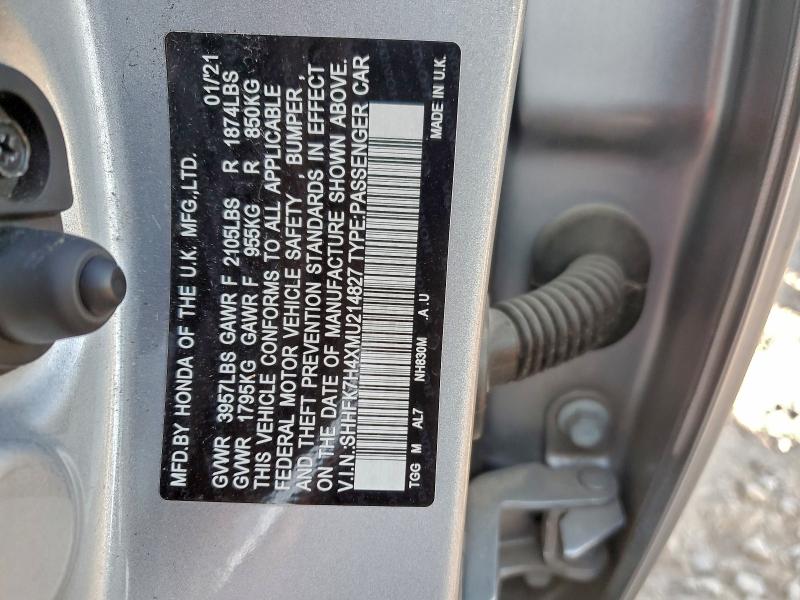 MFD.BY HONDA OF THE U.K. MFG.,LTD. 01/'21
GVWR 3957LBS GAWR F 2105LBS R 1874LBS
GVWR 1795KG GAWR F 955KG R 850KG
THIS VEHICLE CONFORMS TO ALL APPLICABLE
FEDERAL MOTOR VEHICLE SAFETY , BUMPER ,
AND THEFT PREVENTION STANDARDS IN EFFECT
ON THE DATE OF MANUFACTURE SHOWN ABOVE.
V.I.N.:SHHFK7H4XMU214827 TYPE:PASSENGER CAR
TGG M AL7 NH830M .A .U MADE IN U.K.